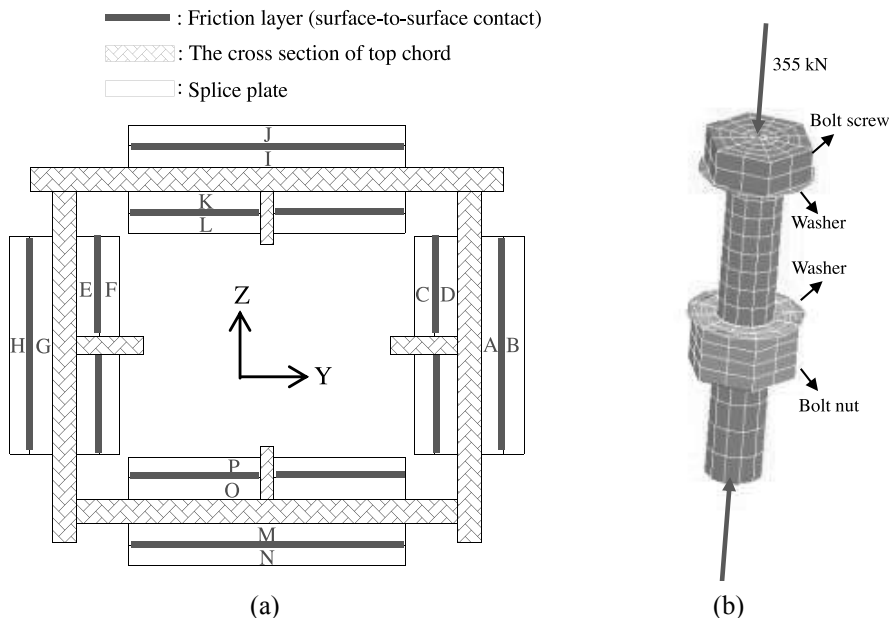 : Friction layer (surface-to-surface contact)
: The cross section of top chord
: Splice plate
J
I
K
L
E F
C D
H G
A B
Z
Y
P
O
M
N
(a)
355 kN
Bolt screw
Washer
Washer
Bolt nut
(b)